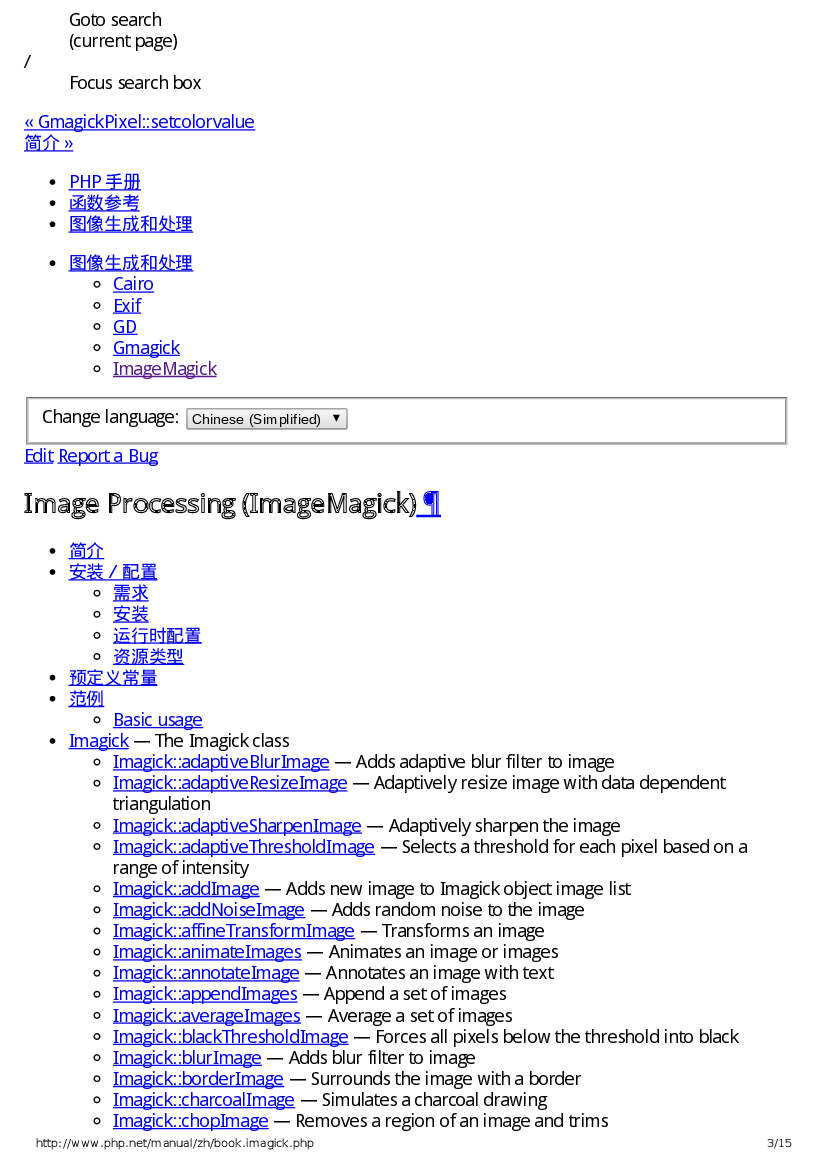 Goto search
(current page)
/
Focus search box
« GmagickPixel::setcolorvalue
简介 »
• PHP 手册
• 函数参考
• 图像生成和处理
• 图像生成和处理
◦ Cairo
◦ Exif
◦ GD
◦ Gmagick
◦ ImageMagick
Change language: Chinese (Simplified) ▼
Edit Report a Bug
Image Processing (ImageMagick) ¶
• 简介
• 安装 / 配置
◦ 需求
◦ 安装
◦ 运行时配置
◦ 资源类型
• 预定义常量
• 范例
◦ Basic usage
• Imagick — The Imagick class
◦ Imagick::adaptiveBlurImage — Adds adaptive blur filter to image
◦ Imagick::adaptiveResizeImage — Adaptively resize image with data dependent
triangulation
◦ Imagick::adaptiveSharpenImage — Adaptively sharpen the image
◦ Imagick::adaptiveThresholdImage — Selects a threshold for each pixel based on a
range of intensity
◦ Imagick::addImage — Adds new image to Imagick object image list
◦ Imagick::addNoiseImage — Adds random noise to the image
◦ Imagick::affineTransformImage — Transforms an image
◦ Imagick::animateImages — Animates an image or images
◦ Imagick::annotateImage — Annotates an image with text
◦ Imagick::appendImages — Append a set of images
◦ Imagick::averageImages — Average a set of images
◦ Imagick::blackThresholdImage — Forces all pixels below the threshold into black
◦ Imagick::blurImage — Adds blur filter to image
◦ Imagick::borderImage — Surrounds the image with a border
◦ Imagick::charcoalImage — Simulates a charcoal drawing
◦ Imagick::chopImage — Removes a region of an image and trims
http://www.php.net/manual/zh/book.imagick.php 3/15